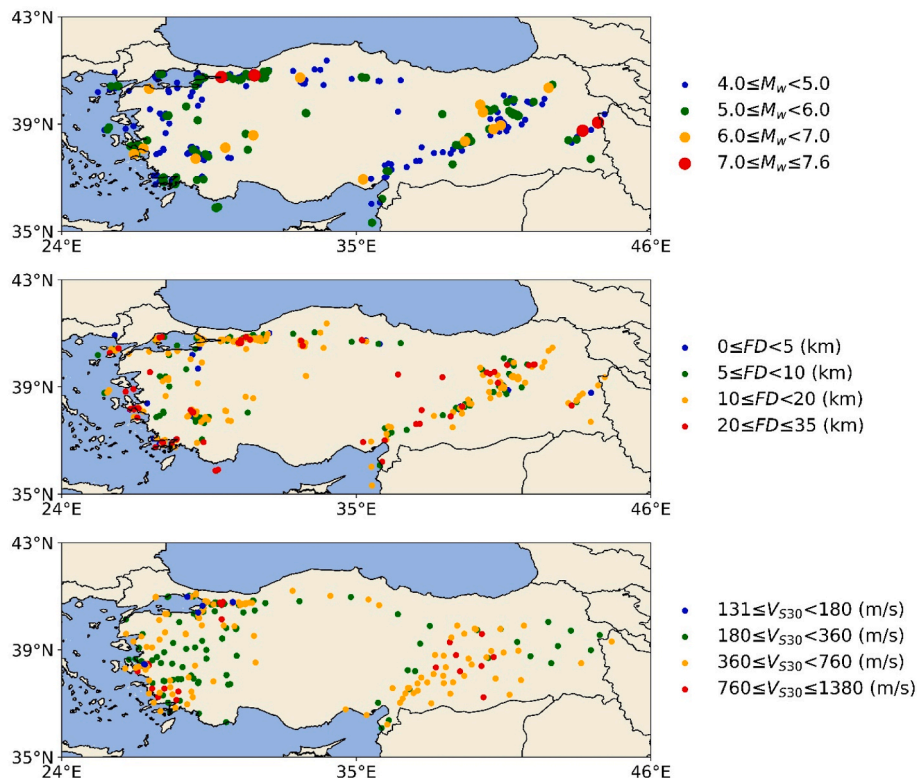 43°N
39°N
35°N
24°E
35°E
46°E
4.0≤Mw<5.0
5.0≤Mw<6.0
6.0≤Mw<7.0
7.0≤Mw≤7.6
43°N
39°N
35°N
24°E
35°E
46°E
0≤FD<5 (km)
5≤FD<10 (km)
10≤FD<20 (km)
20≤FD≤35 (km)
43°N
39°N
35°N
24°E
35°E
46°E
131≤VS30<180 (m/s)
180≤VS30<360 (m/s)
360≤VS30<760 (m/s)
760≤VS30≤1380 (m/s)